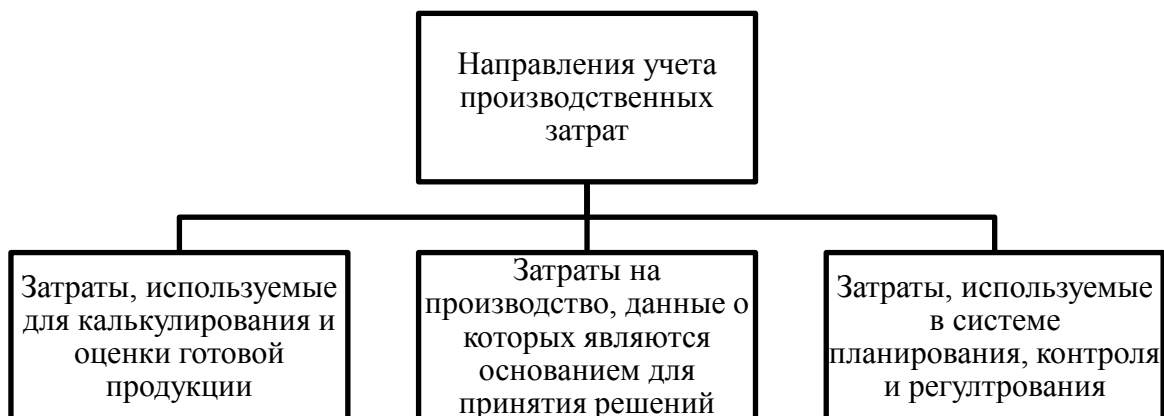 Направления учета
производственных
затрат
Затраты, используемые
для калькулирования и
оценки готовой
продукции
Затраты на
производство, данные о
которых являются
основанием для
принятия решений
Затраты, используемые
в системе
планирования, контроля
и регултрования